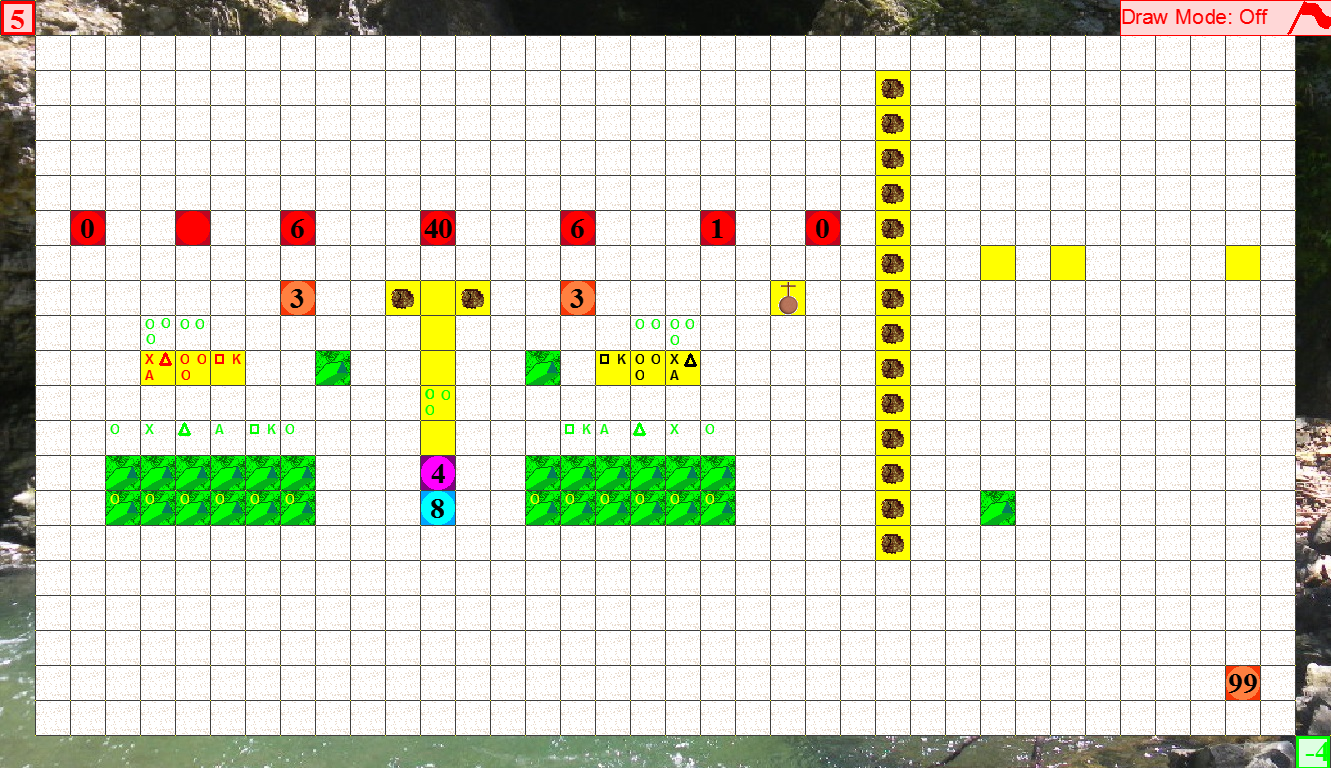 5 Draw Mode: Off
0 6 40 6 1 0
3 3
O O O O O O O O
O O
X A O O K K O O X A
A O O A
O O
O
O X A A K O K A A X O
4
O O O O O O 8 O O O O O O
99
-4